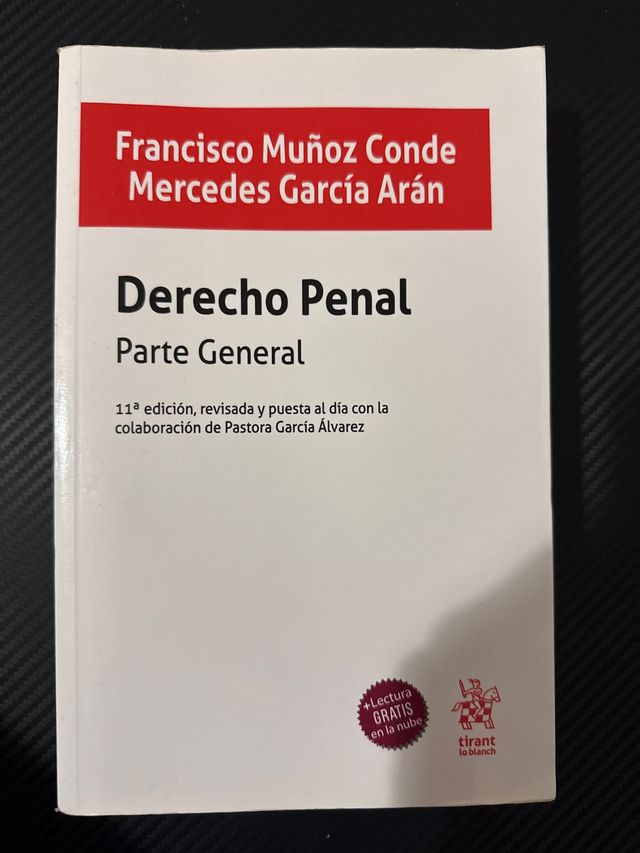 Francisco Muñoz Conde
Mercedes García Arán
Derecho Penal
Parte General
11ª edición, revisada y puesta al día con la
colaboración de Pastora García Álvarez
+Lectura
GRATIS
en la nube
tirant
lo blanch